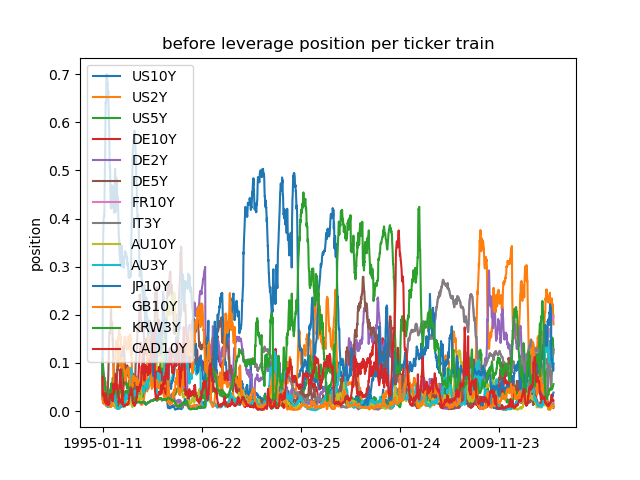 before leverage position per ticker train
position
0.7
0.6
0.5
0.4
0.3
0.2
0.1
0.0
US10Y
US2Y
US5Y
DE10Y
DE2Y
DE5Y
FR10Y
IT3Y
AU10Y
AU3Y
JP10Y
GB10Y
KRW3Y
CAD10Y
1995-01-11 1998-06-22 2002-03-25 2006-01-24 2009-11-23